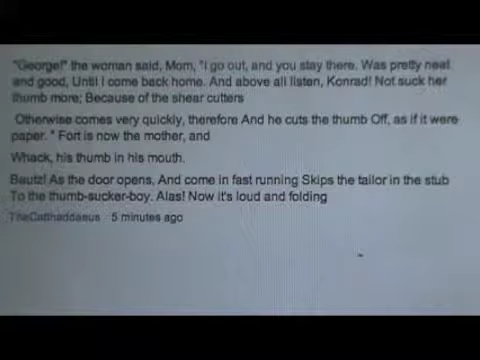 "George!" the woman said, Mom, "I go out, and you stay there. Was pretty neat
and good, Until I come back home. And above all listen, Konrad! Not suck her
thumb more; Because of the shear cutters
Otherwise comes very quickly, therefore And he cuts the thumb Off, as if it were
paper. " Fort is now the mother, and
Whack, his thumb in his mouth.
Bautz! As the door opens, And come in fast running Skips the tailor in the stub
To the thumb-sucker-boy. Alas! Now it's loud and folding
TheCatthaddaeus 5 minutes ago